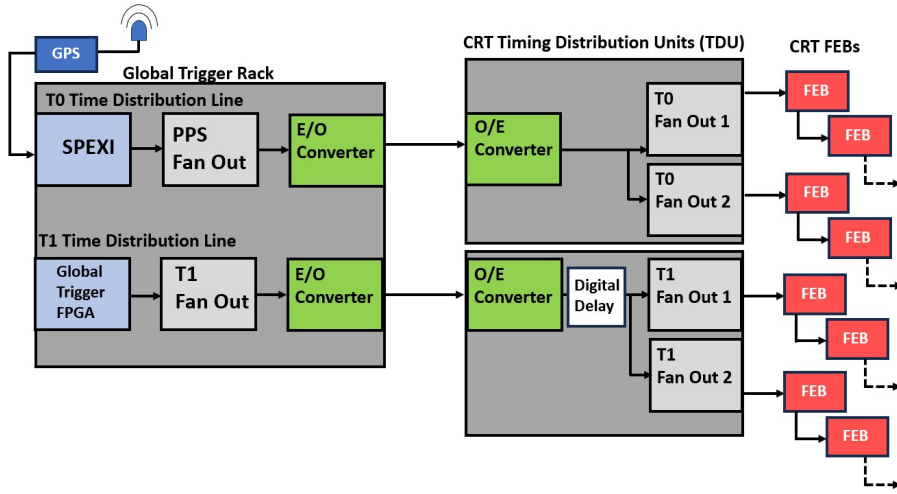 GPS
Global Trigger Rack
CRT Timing Distribution Units (TDU)
CRT FEBs
T0 Time Distribution Line
SPEXI
PPS
Fan Out
E/O
Converter
O/E
Converter
T0
Fan Out 1
T0
Fan Out 2
FEB
FEB
FEB
FEB
T1 Time Distribution Line
Global
Trigger
FPGA
T1
Fan Out
E/O
Converter
O/E
Converter
Digital
Delay
T1
Fan Out 1
T1
Fan Out 2
FEB
FEB
FEB
FEB